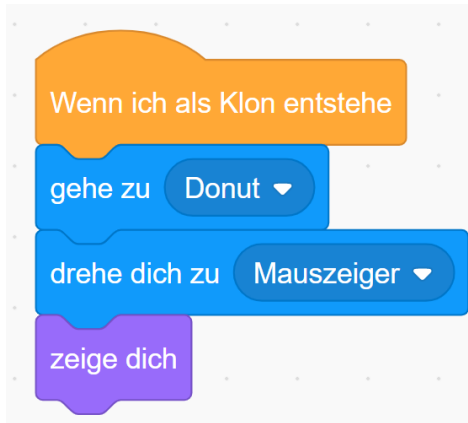 Wenn ich als Klon entstehe
gehe zu Donut
drehe dich zu Mauszeiger
zeige dich